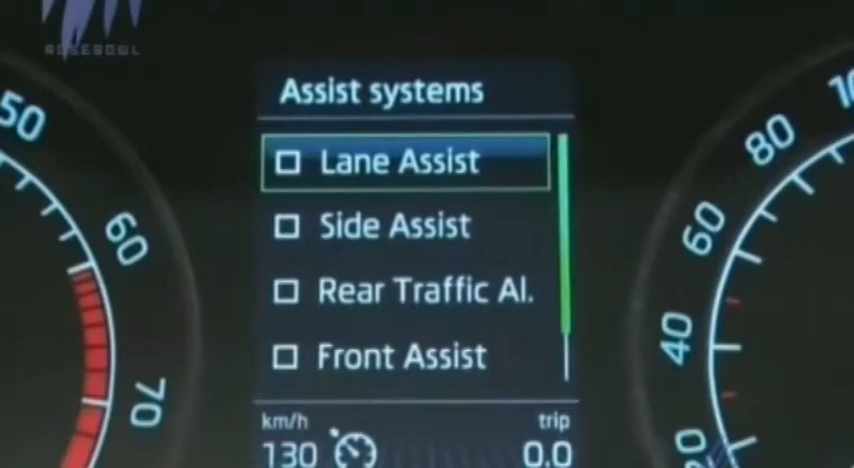 ROSEBOWL
Assist systems
Lane Assist
Side Assist
Rear Traffic Al.
Front Assist
km/h
130
trip
0.0
50
60
70
80
60
40